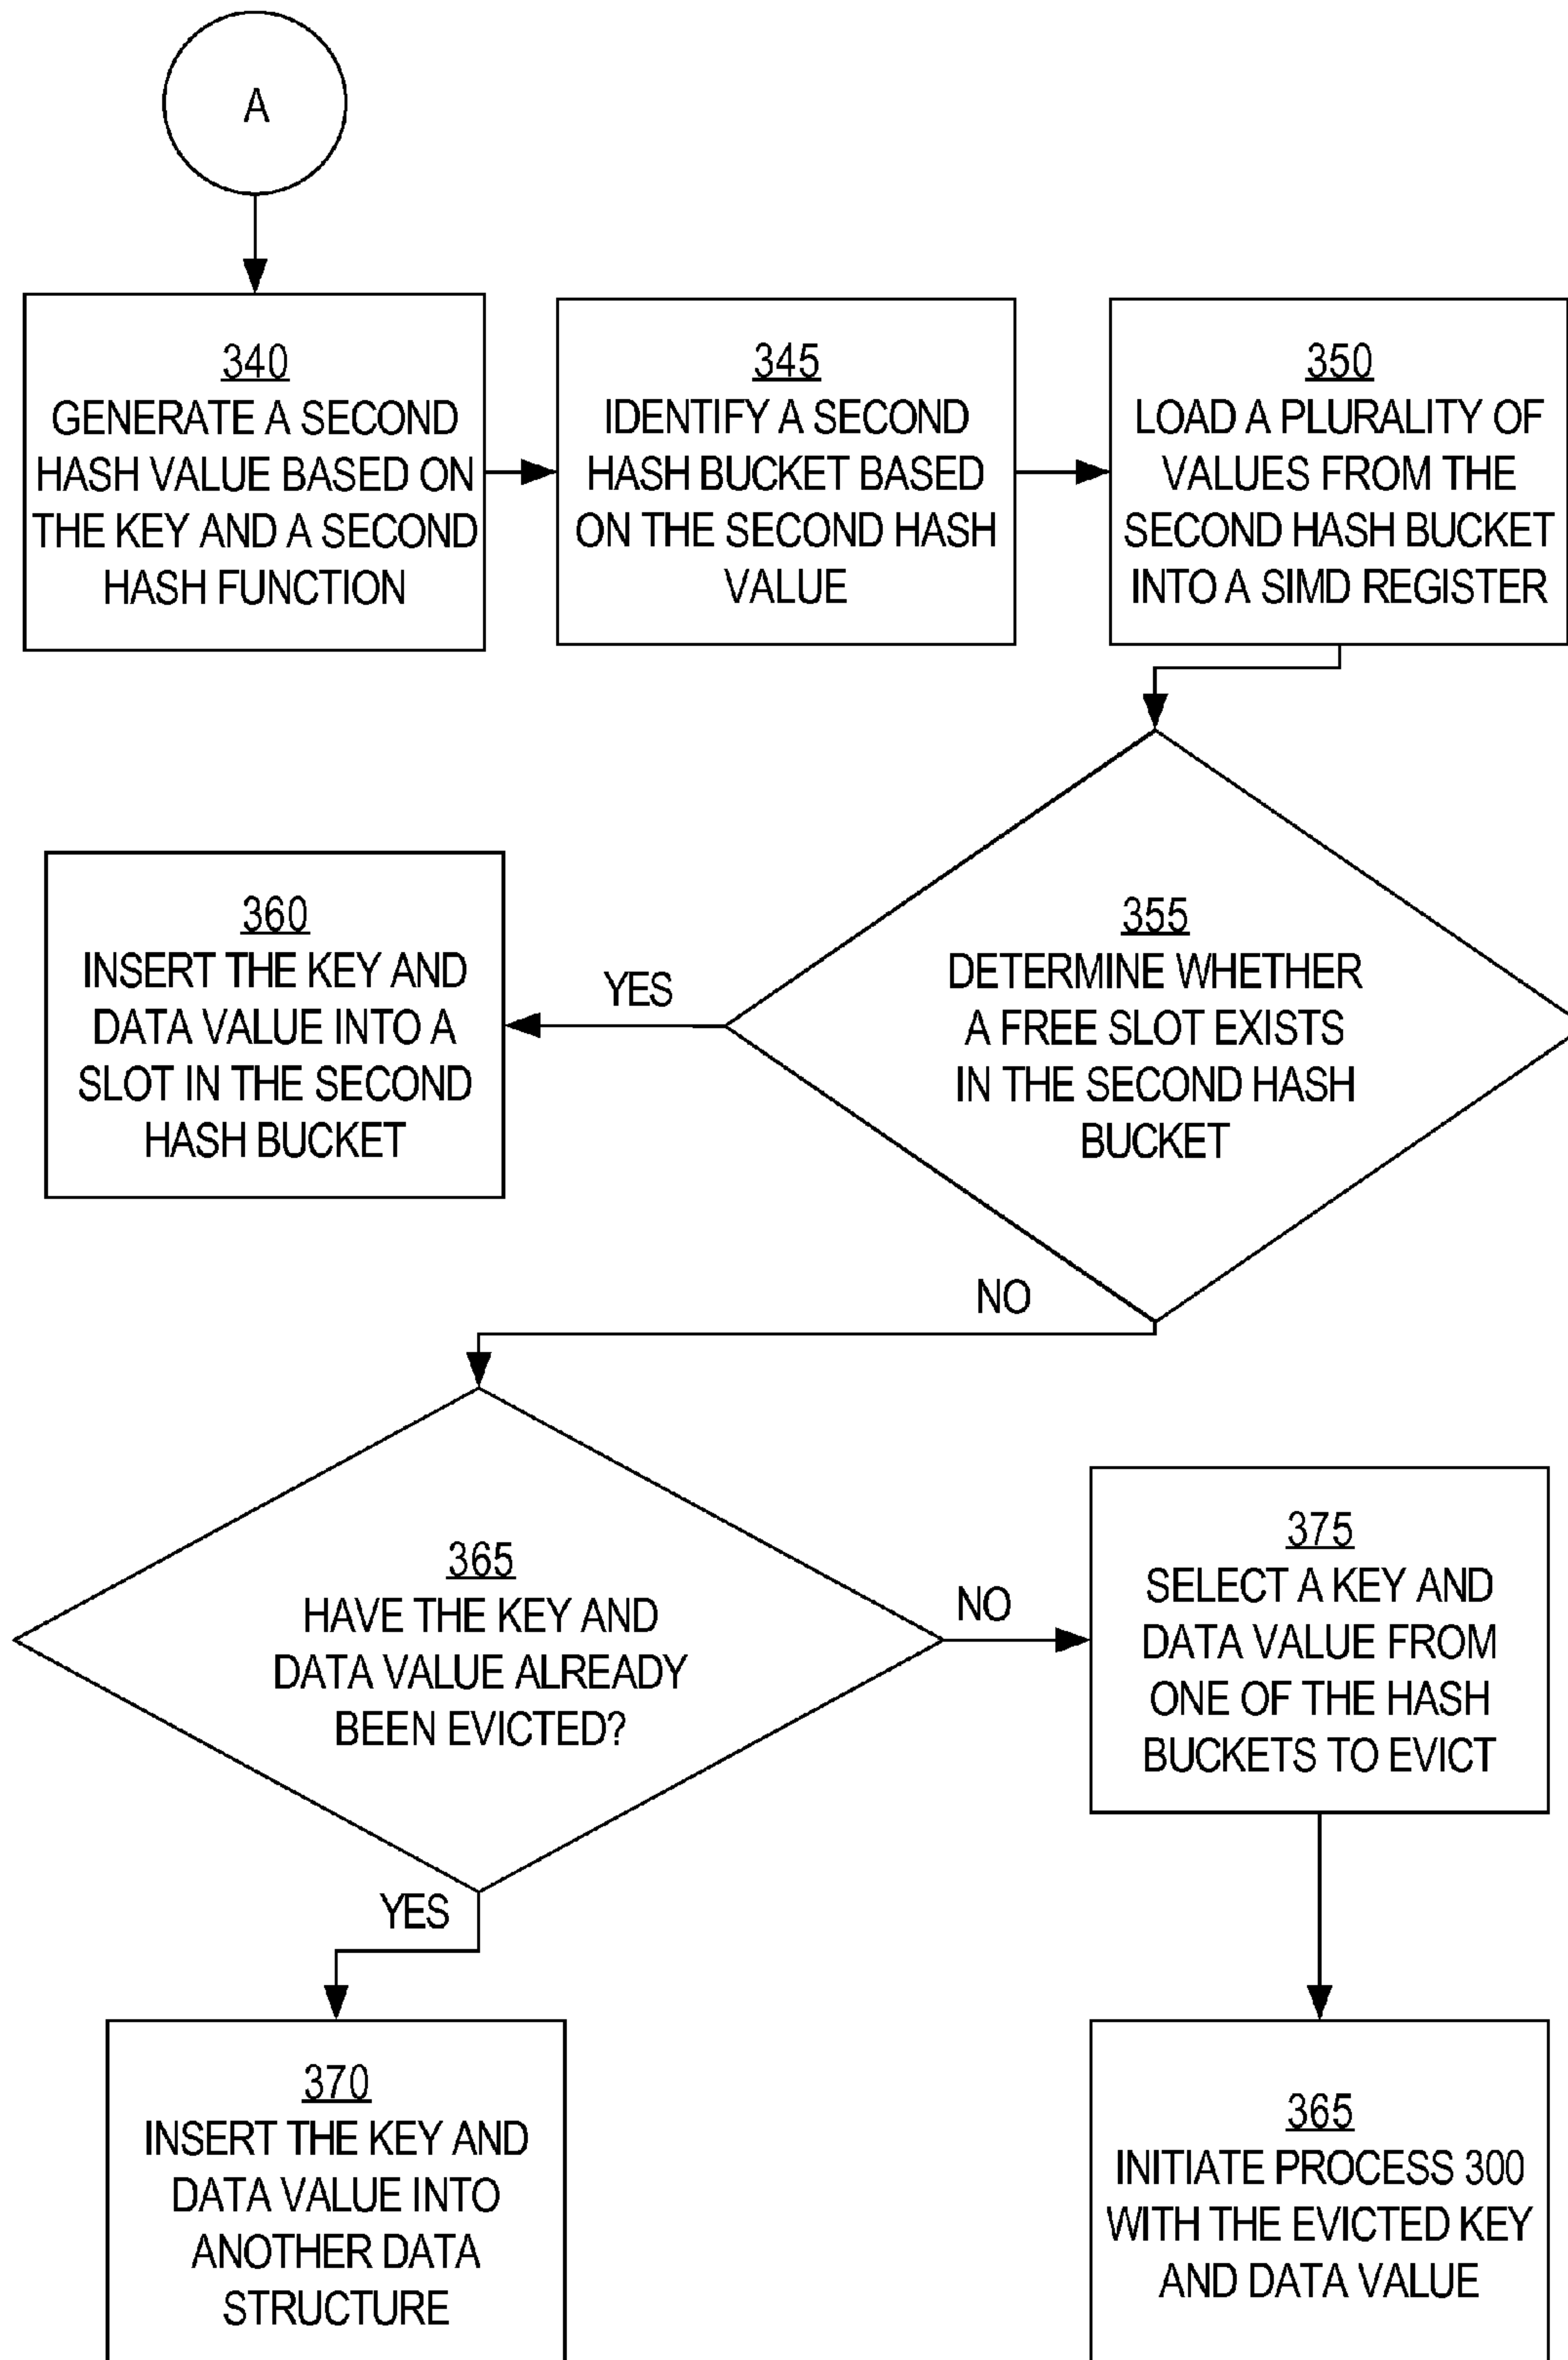 A
340
GENERATE A SECOND
HASH VALUE BASED ON
THE KEY AND A SECOND
HASH FUNCTION
345
IDENTIFY A SECOND
HASH BUCKET BASED
ON THE SECOND HASH
VALUE
350
LOAD A PLURALITY OF
VALUES FROM THE
SECOND HASH BUCKET
INTO A SIMD REGISTER
355
DETERMINE WHETHER
A FREE SLOT EXISTS
IN THE SECOND HASH
BUCKET
YES
360
INSERT THE KEY AND
DATA VALUE INTO A
SLOT IN THE SECOND
HASH BUCKET
NO
365
HAVE THE KEY AND
DATA VALUE ALREADY
BEEN EVICTED?
NO
375
SELECT A KEY AND
DATA VALUE FROM
ONE OF THE HASH
BUCKETS TO EVICT
YES
370
INSERT THE KEY AND
DATA VALUE INTO
ANOTHER DATA
STRUCTURE
365
INITIATE PROCESS 300
WITH THE EVICTED KEY
AND DATA VALUE